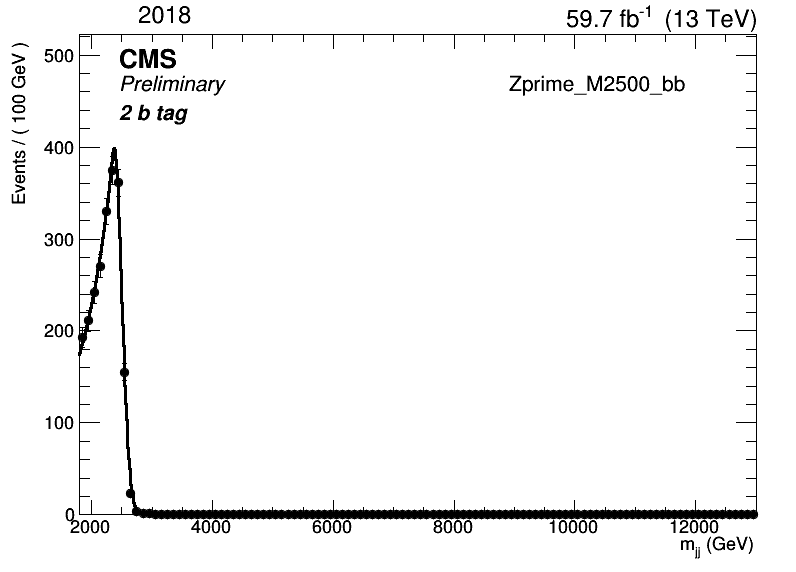 2018
59.7 fb⁻¹ (13 TeV)
CMS
Preliminary
2 b tag
Zprime_M2500_bb
Events / ( 100 GeV )
500
400
300
200
100
0
2000 4000 6000 8000 10000 12000
m_jj (GeV)